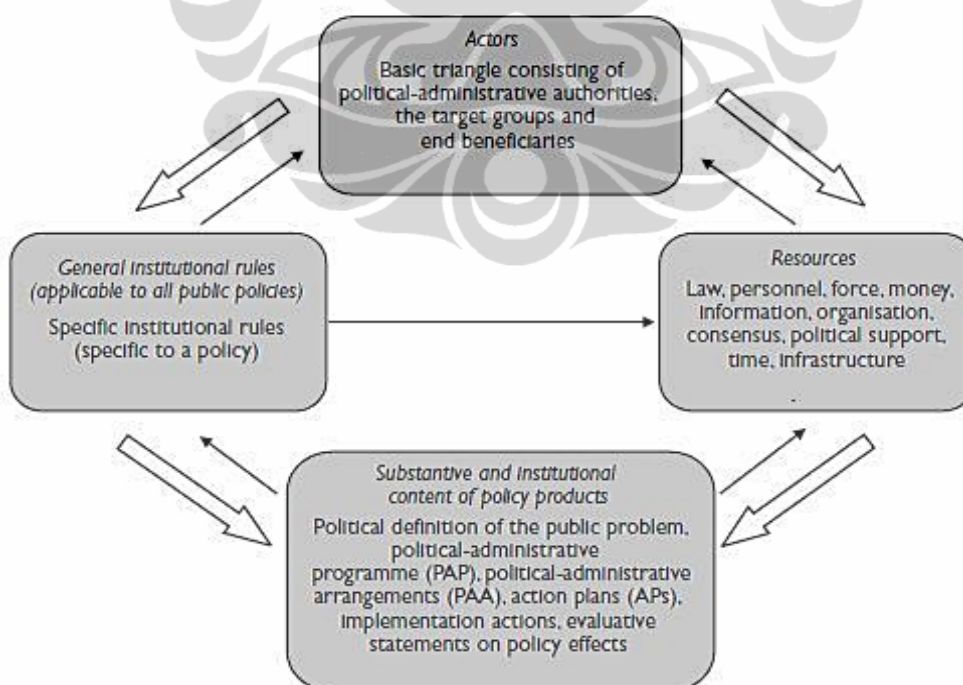 Actors
Basic triangle consisting of
political-administrative authorities,
the target groups and
end beneficiaries
General institutional rules
(applicable to all public policies)
Specific institutional rules
(specific to a policy)
Resources
Law, personnel, force, money,
information, organisation,
consensus, political support,
time, infrastructure
.
Substantive and institutional
content of policy products
Political definition of the public problem,
political-administrative
programme (PAP), political-administrative
arrangements (PAA), action plans (APs),
implementation actions, evaluative
statements on policy effects